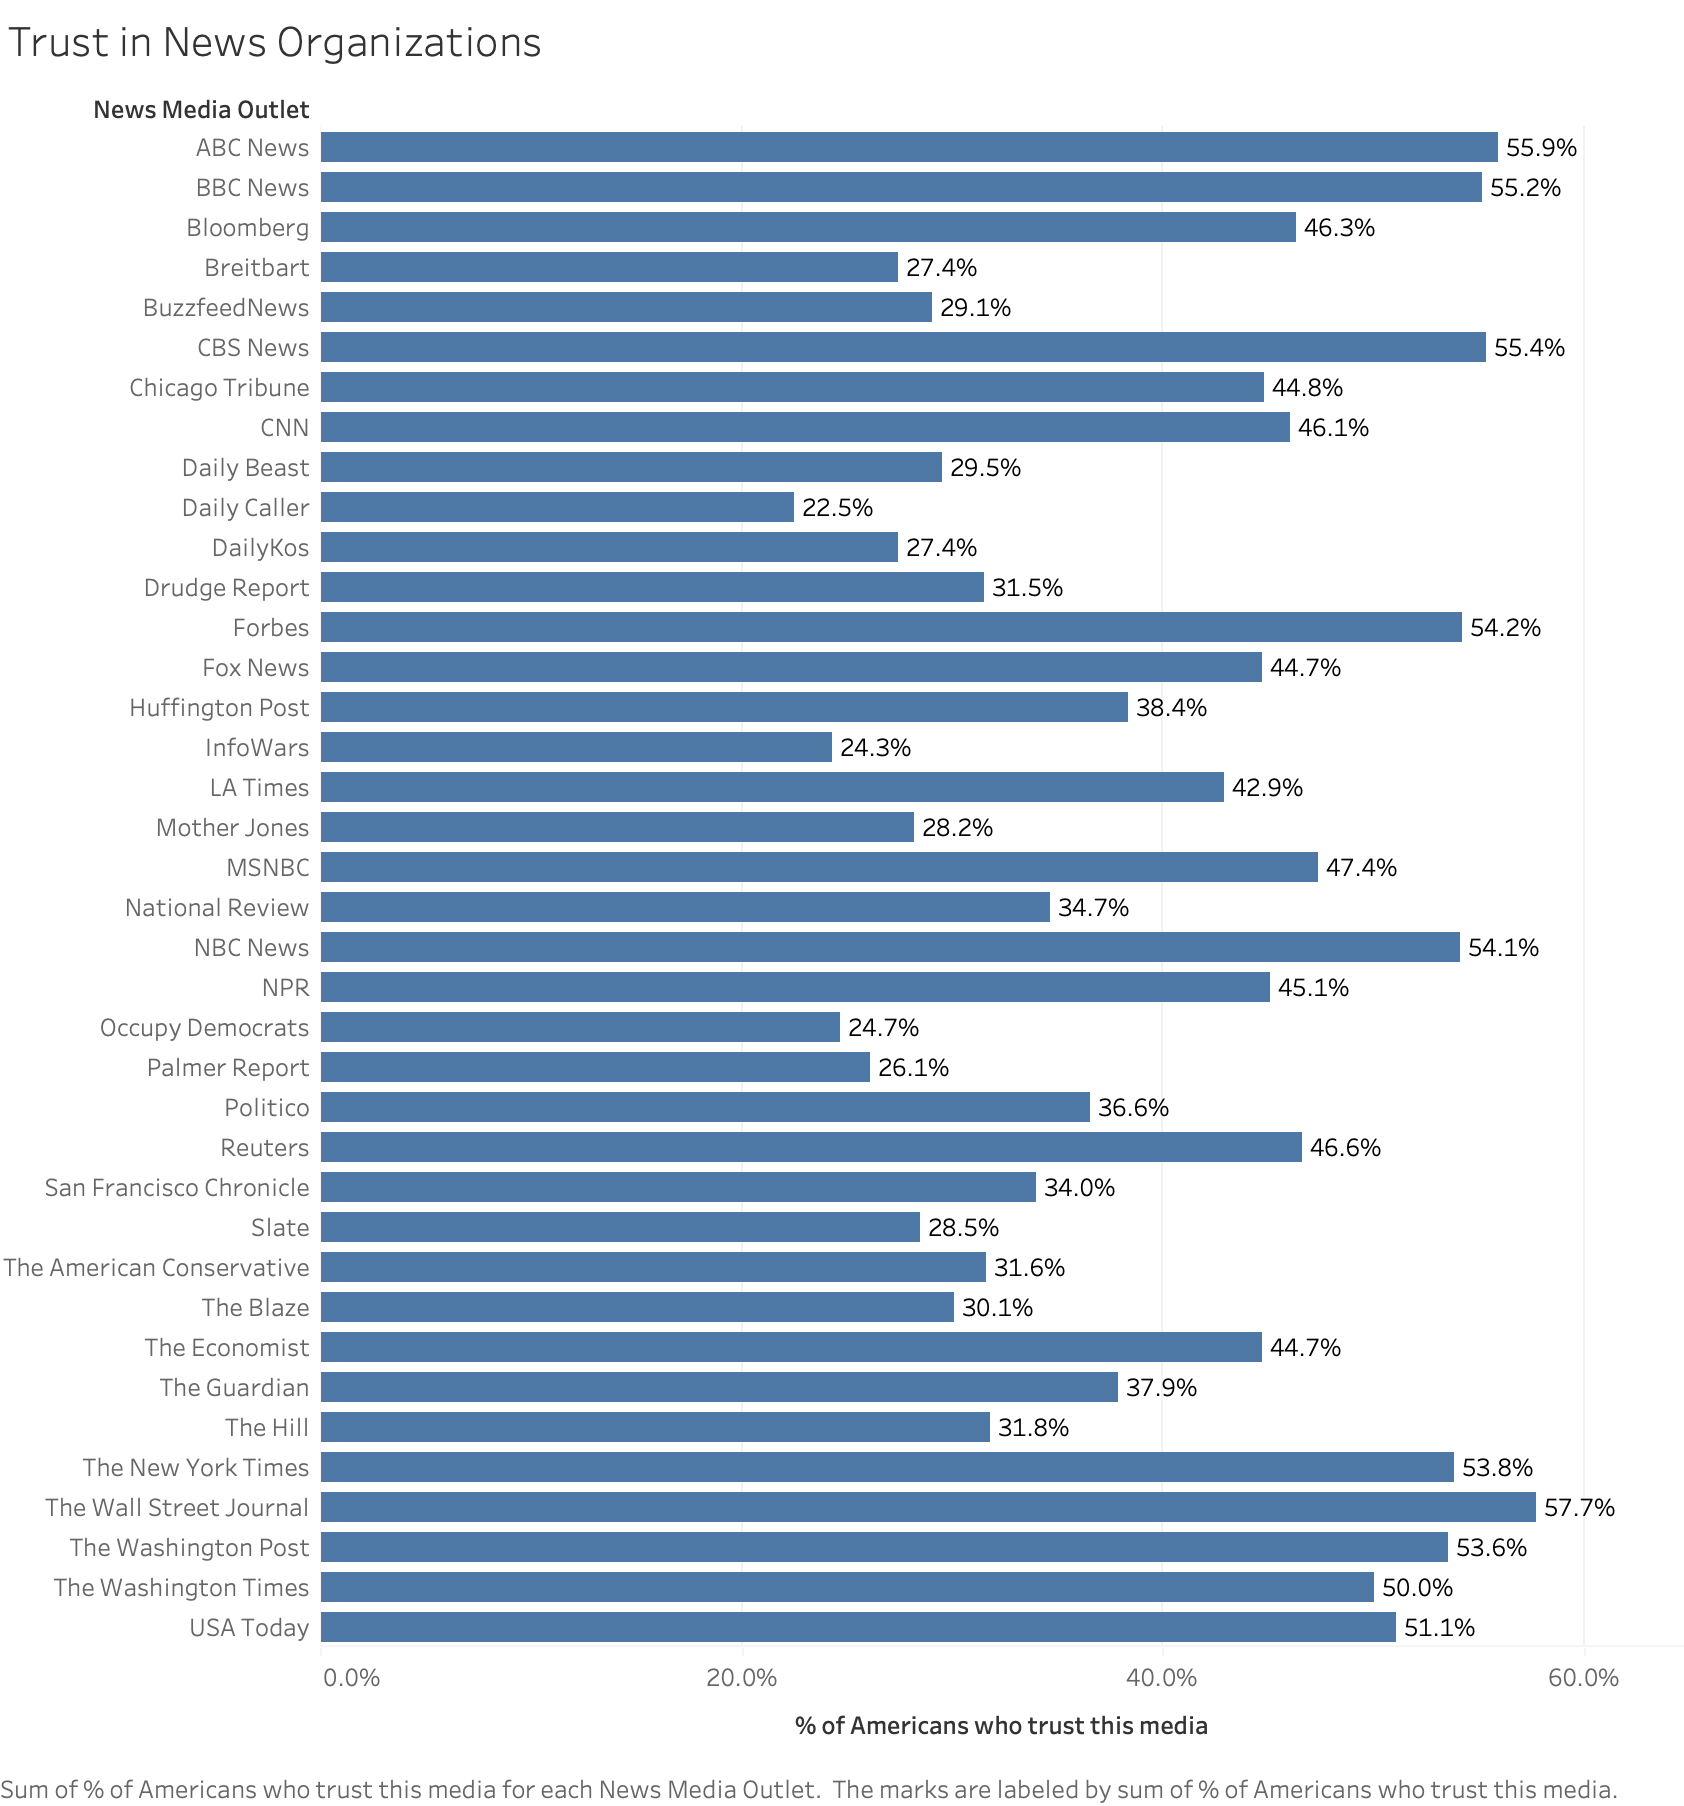 Trust in News Organizations
News Media Outlet
ABC News 55.9%
BBC News 55.2%
Bloomberg 46.3%
Breitbart 27.4%
BuzzfeedNews 29.1%
CBS News 55.4%
Chicago Tribune 44.8%
CNN 46.1%
Daily Beast 29.5%
Daily Caller 22.5%
DailyKos 27.4%
Drudge Report 31.5%
Forbes 54.2%
Fox News 44.7%
Huffington Post 38.4%
InfoWars 24.3%
LA Times 42.9%
Mother Jones 28.2%
MSNBC 47.4%
National Review 34.7%
NBC News 54.1%
NPR 45.1%
Occupy Democrats 24.7%
Palmer Report 26.1%
Politico 36.6%
Reuters 46.6%
San Francisco Chronicle 34.0%
Slate 28.5%
The American Conservative 31.6%
The Blaze 30.1%
The Economist 44.7%
The Guardian 37.9%
The Hill 31.8%
The New York Times 53.8%
The Wall Street Journal 57.7%
The Washington Post 53.6%
The Washington Times 50.0%
USA Today 51.1%
0.0% 20.0% 40.0% 60.0%
% of Americans who trust this media
Sum of % of Americans who trust this media for each News Media Outlet.  The marks are labeled by sum of % of Americans who trust this media.